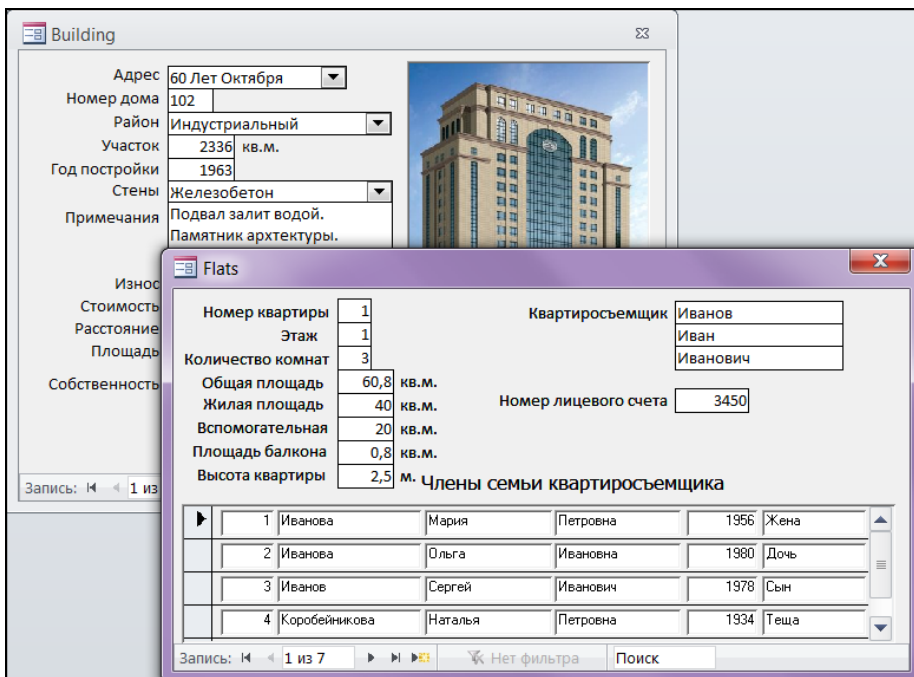 Building
Адрес 60 Лет Октября
Номер дома 102
Район Индустриальный
Участок 2336 кв.м.
Год постройки 1963
Стены Железобетон
Примечания Подвал залит водой.
Памятникархтектуры.
Износ
Стоимость
Расстояние
Площадь
Собственность
Запись: 1 из
Flats
Номер квартиры 1
Этаж 1
Количество комнат 3
Общая площадь 60,8 кв.м.
Жилая площадь 40 кв.м.
Вспомогательная 20 кв.м.
Площадь балкона 0,8 кв.м.
Высота квартиры 2,5 м.
Квартиросъемщик Иванов
Иван
Иванович
Номер лицевого счета 3450
Члены семьи квартиросъемщика
1 Иванова Мария Петровна 1956 Жена
2 Иванова Ольга Ивановна 1980 Дочь
3 Иванов Сергей Иванович 1978 Сын
4 Коробейникова Наталья Петровна 1934 Теща
Запись: 1 из 7 Нет фильтра Поиск